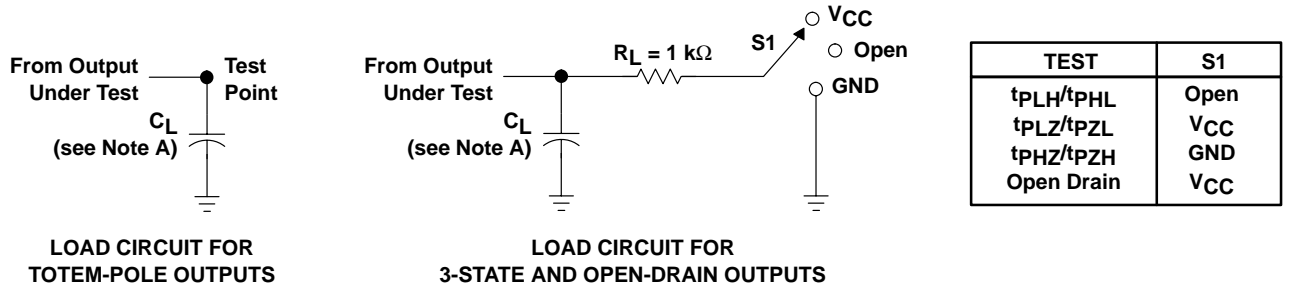 From Output
Under Test
Test
Point
CL
(see Note A)
LOAD CIRCUIT FOR
TOTEM-POLE OUTPUTS
From Output
Under Test
RL = 1 kΩ
S1
VCC
Open
GND
CL
(see Note A)
LOAD CIRCUIT FOR
3-STATE AND OPEN-DRAIN OUTPUTS
TEST S1
tPLH/tPHL Open
tPLZ/tPZL VCC
tPHZ/tPZH GND
Open Drain VCC